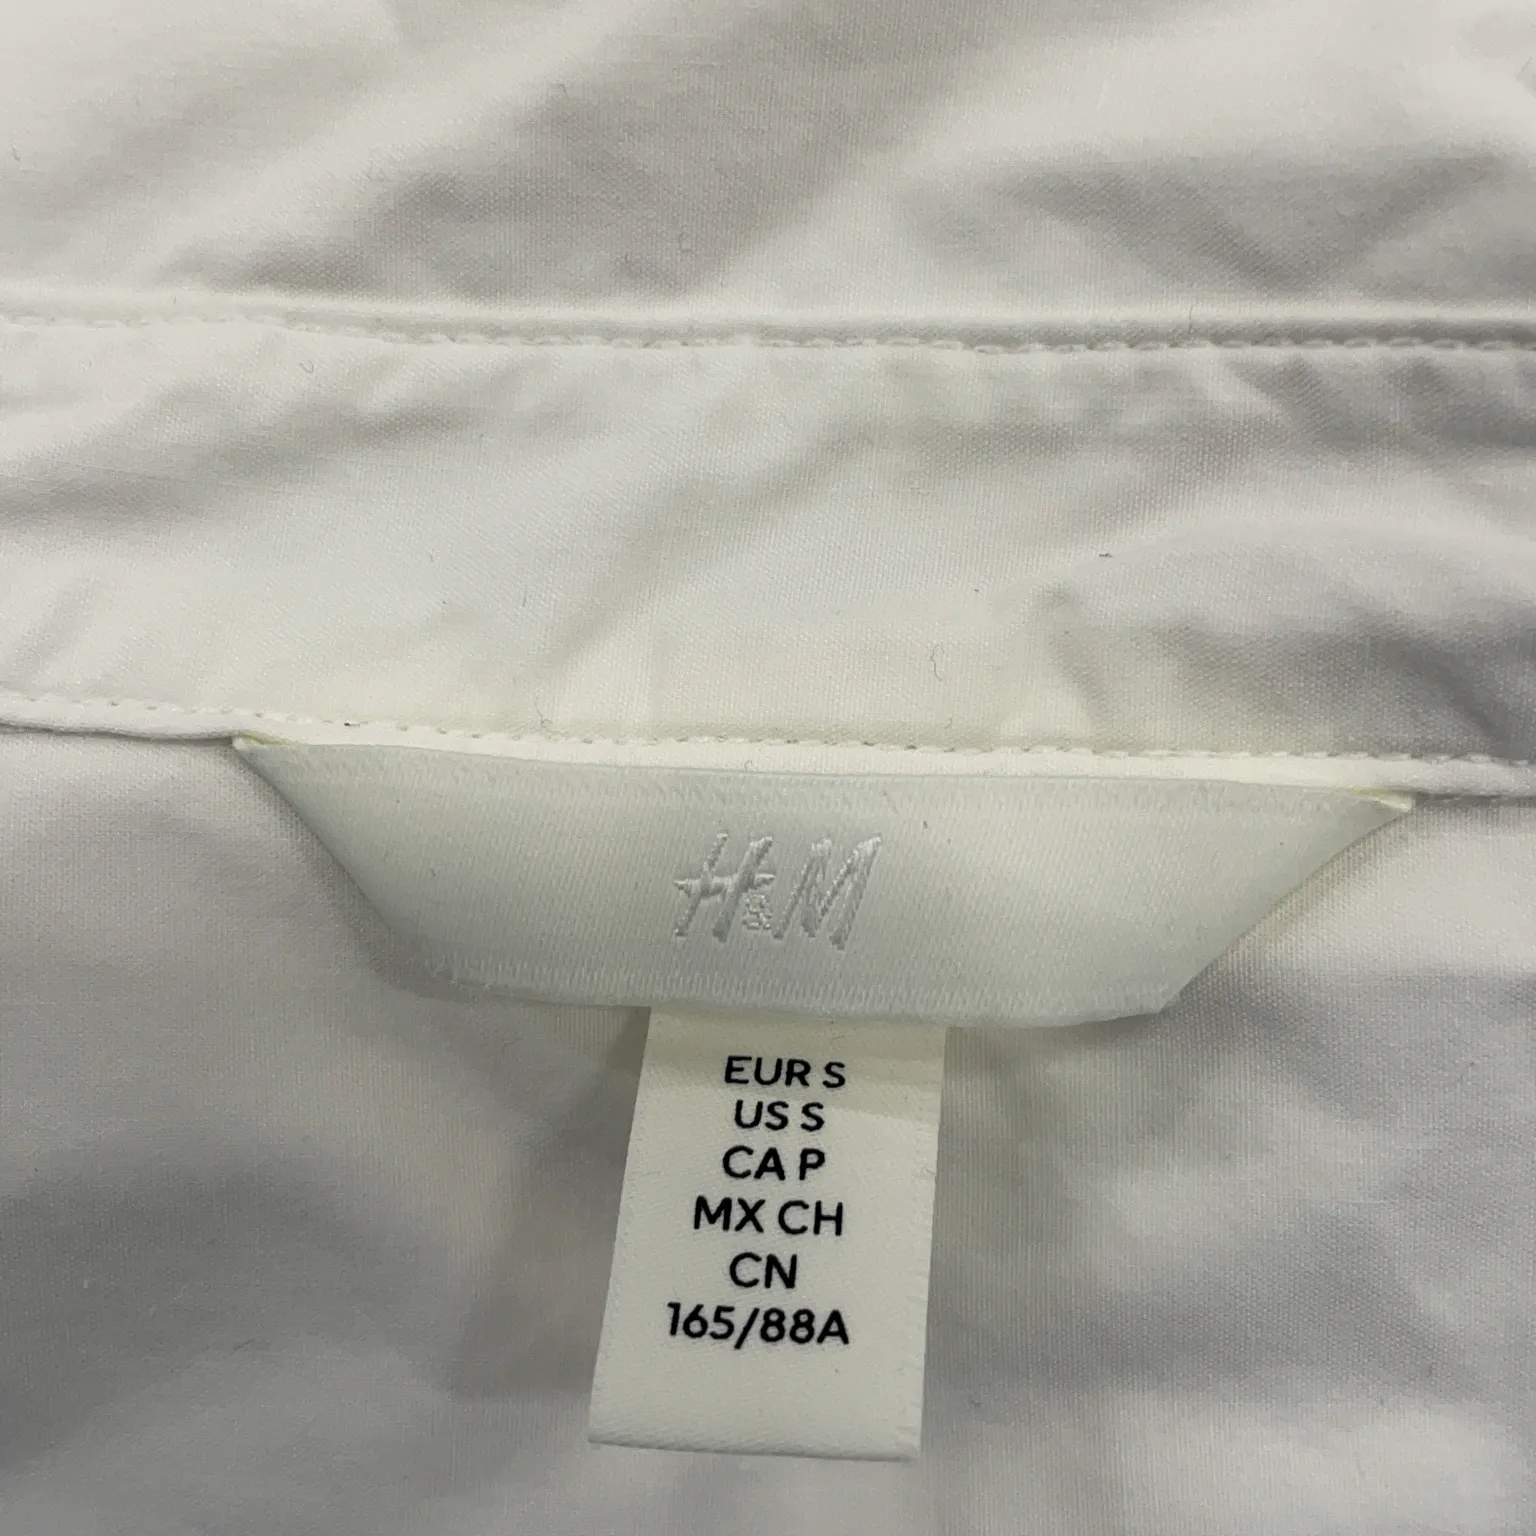 H&M
EUR S
US S
CA P
MX CH
CN
165/88A